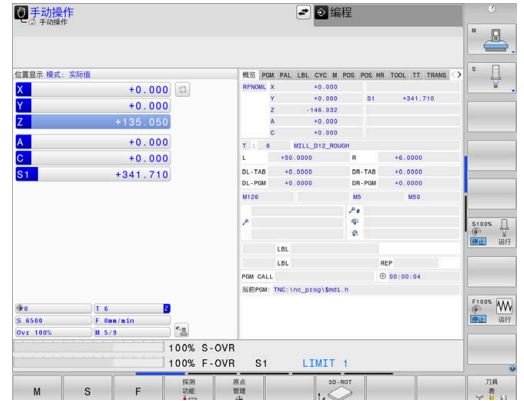 手动操作
手动操作
编程
位置显示 模式: 实际值
X +0.000
Y +0.000
Z +135.050
A +0.000
C +0.000
S1 +341.710
概览 PGM PAL LBL CYC M POS POS HR TOOL TT TRANS
RFNOML X +0.000
Y +0.000 S1 +341.710
Z -146.032
A +0.000
C +0.000
T : 6 MILL_D12_ROUGH
L +50.0000 R +6.0000
DL-TAB +0.0000 DR-TAB +0.0000
DL-PGM +0.0000 DR-PGM +0.0000
M126 M5 M50
LBL
LBL REP
PGM CALL 00:00:04
当前PGM: TNC:\nc_prog\$mdi.h
0 T 6 Z
S 6500 F 0mm/min
Ovr 100% M 5/9
100% S-OVR
100% F-OVR S1 LIMIT 1
M
S
S100%
停止 运行
F100%
停止 运行
M
S
F
探测
功能
原点
管理
3D-ROT
刀具
表